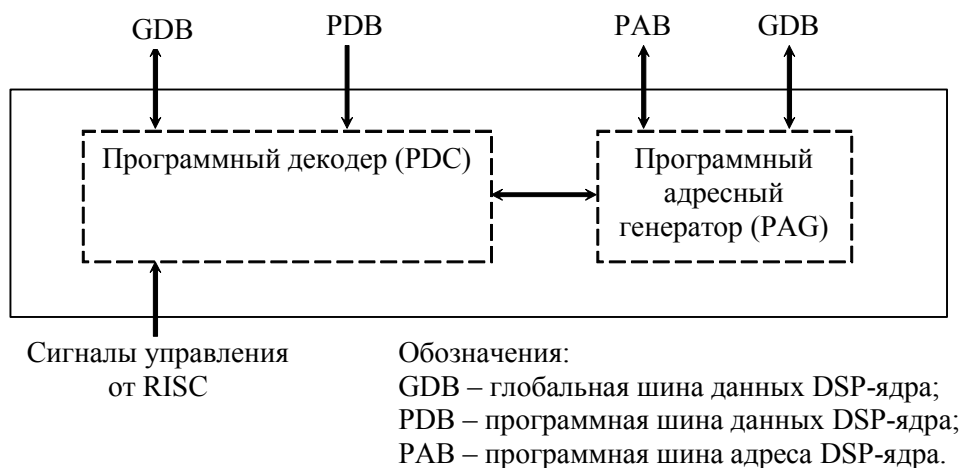 GDB
PDB
PAB
GDB
Программный декодер (PDC)
Программный
адресный
генератор (PAG)
Сигналы управления
от RISC
Обозначения:
GDB – глобальная шина данных DSP-ядра;
PDB – программная шина данных DSP-ядра;
PAB – программная шина адреса DSP-ядра.